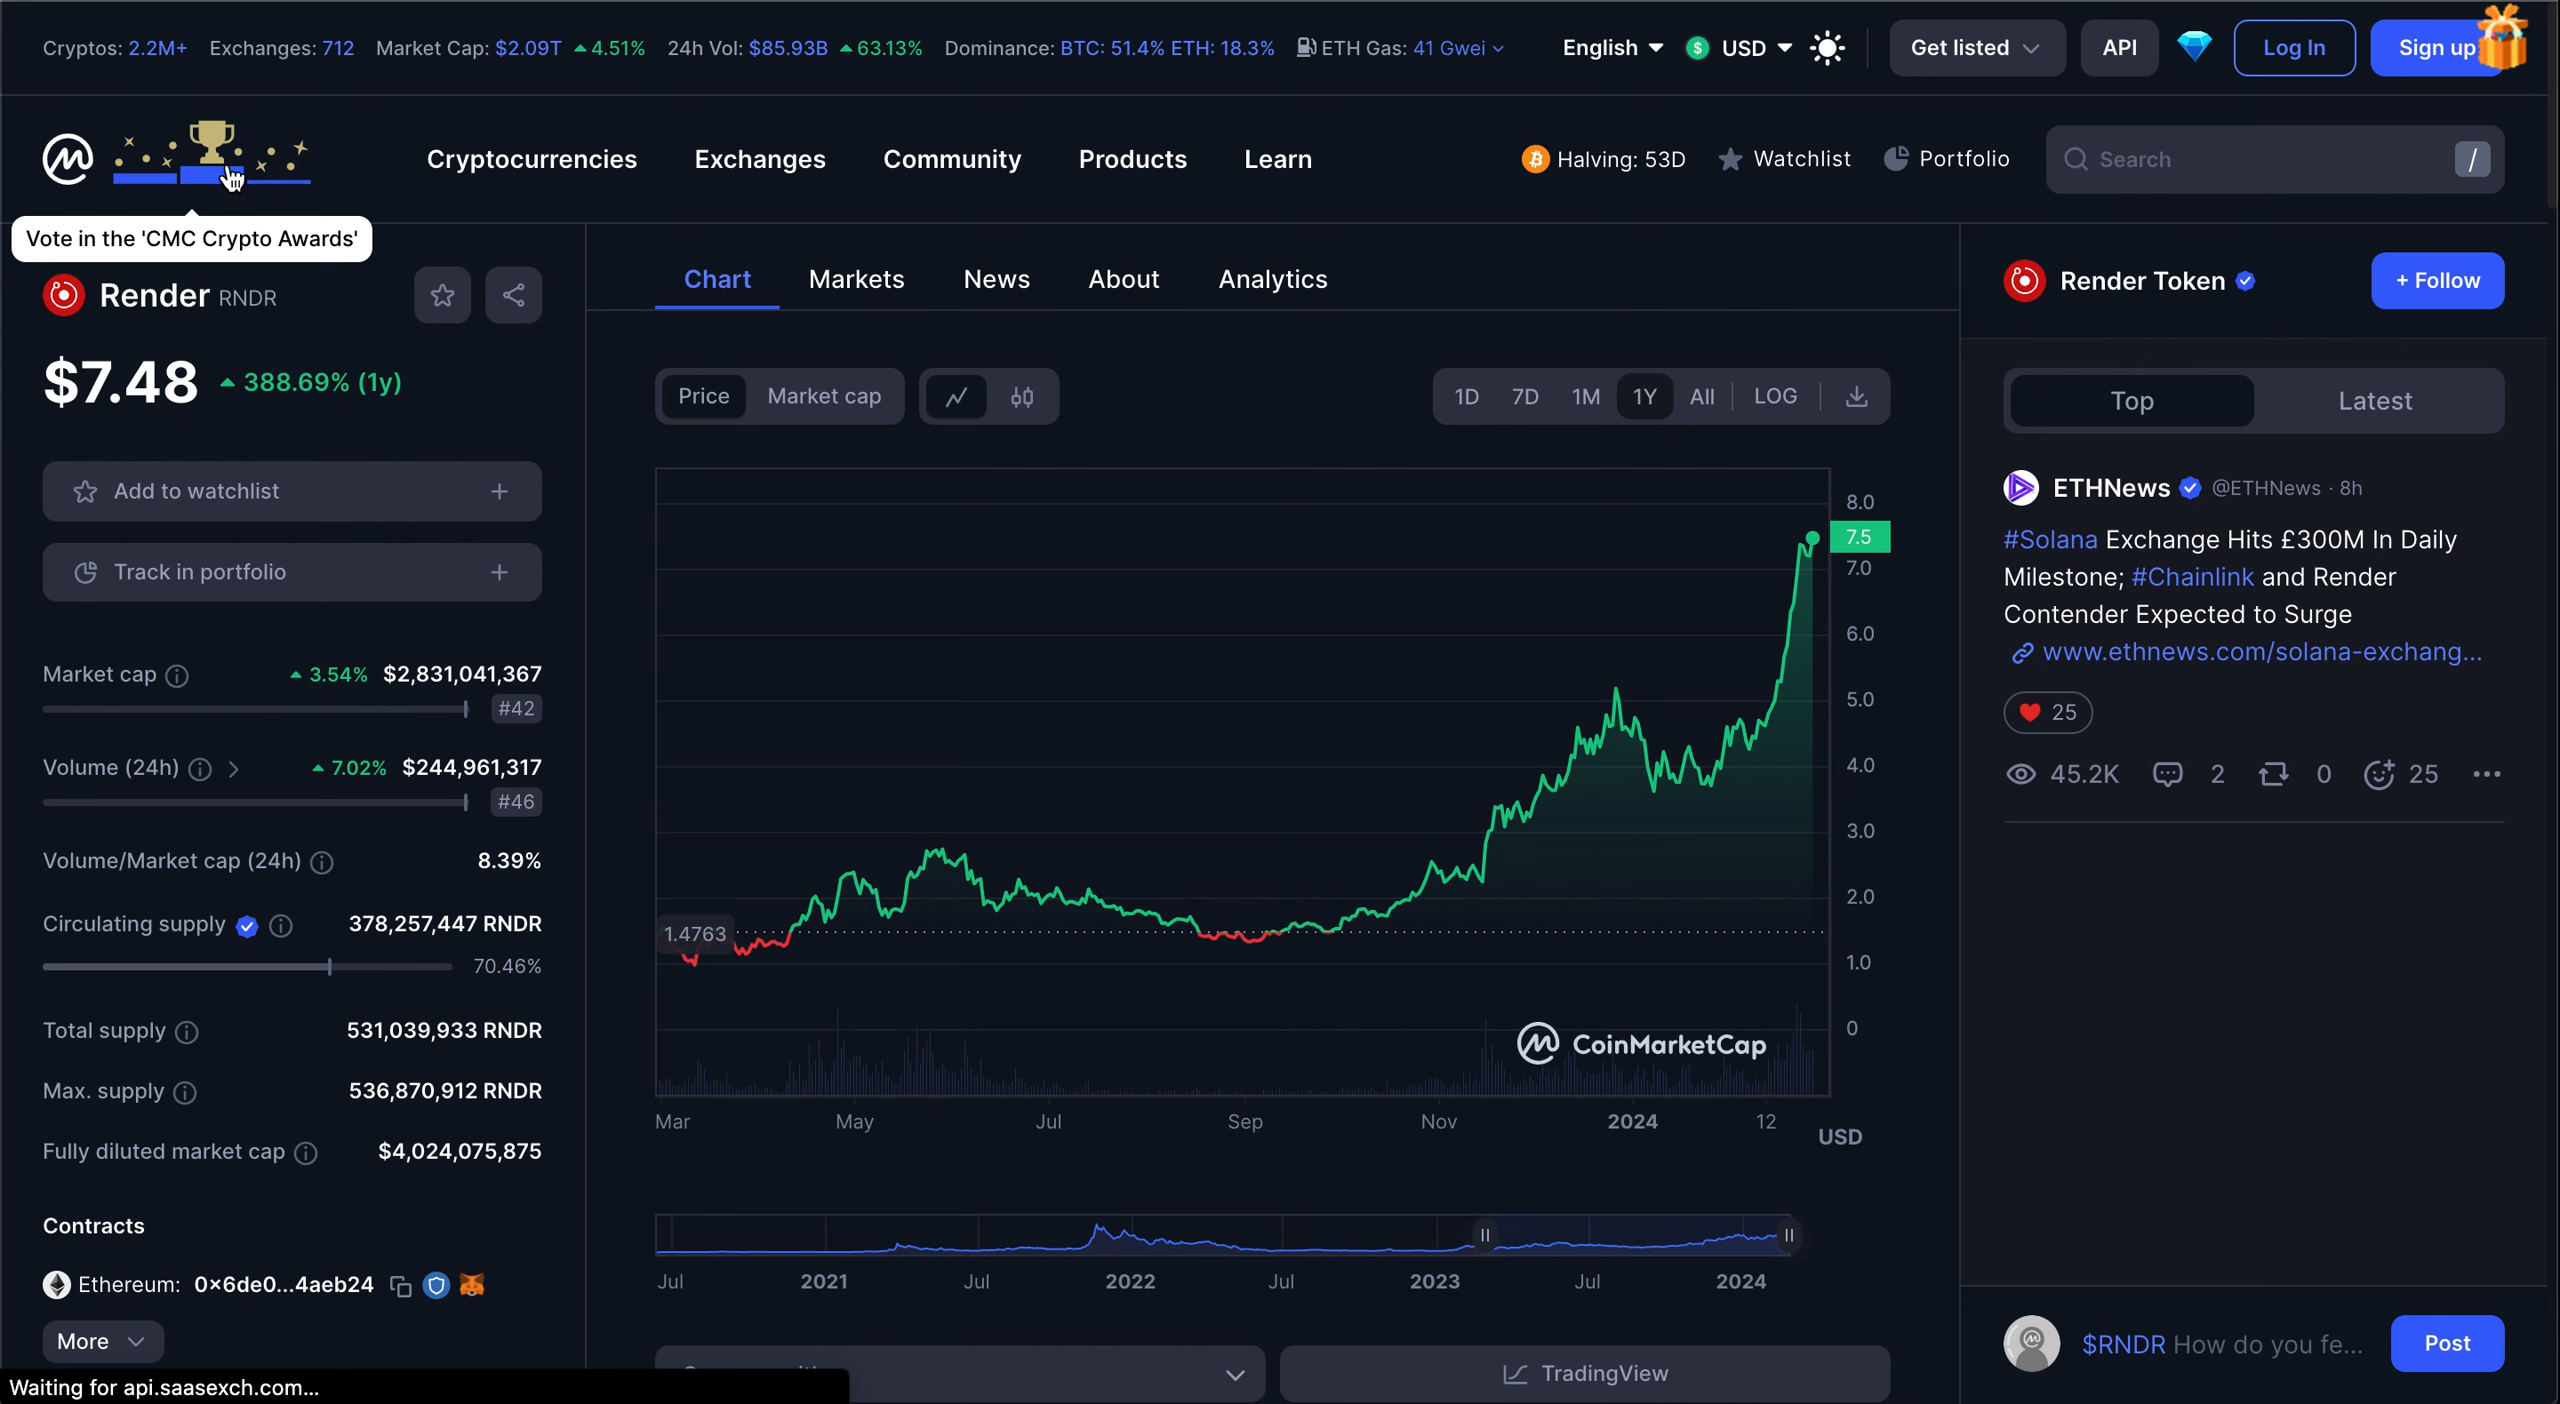 Cryptos: 2.2M+ Exchanges: 712 Market Cap: $2.09T 4.51% 24h Vol: $85.93B 63.13% Dominance: BTC: 51.4% ETH: 18.3% ETH Gas: 41 Gwei English USD Get listed API Log In Sign up
Cryptocurrencies Exchanges Community Products Learn Halving: 53D Watchlist Portfolio Search /
Vote in the 'CMC Crypto Awards'
Render RNDR
$7.48 388.69% (1y)
Add to watchlist +
Track in portfolio +
Market cap 3.54% $2,831,041,367
#42
Volume (24h) 7.02% $244,961,317
#46
Volume/Market cap (24h) 8.39%
Circulating supply 378,257,447 RNDR
70.46%
Total supply 531,039,933 RNDR
Max. supply 536,870,912 RNDR
Fully diluted market cap $4,024,075,875
Contracts
Ethereum: 0x6de0...4aeb24
More
Waiting for api.saasexch.com...
Chart Markets News About Analytics
Price Market cap 1D 7D 1M 1Y All LOG
8.0
7.5
7.0
6.0
5.0
4.0
3.0
2.0
1.4763
1.0
0
CoinMarketCap
Mar May Jul Sep Nov 2024 12
USD
Jul 2021 Jul 2022 Jul 2023 Jul 2024
TradingView
Render Token + Follow
Top Latest
ETHNews @ETHNews · 8h
#Solana Exchange Hits £300M In Daily
Milestone; #Chainlink and Render
Contender Expected to Surge
www.ethnews.com/solana-exchang...
25
45.2K 2 0 25
$RNDR How do you fe... Post